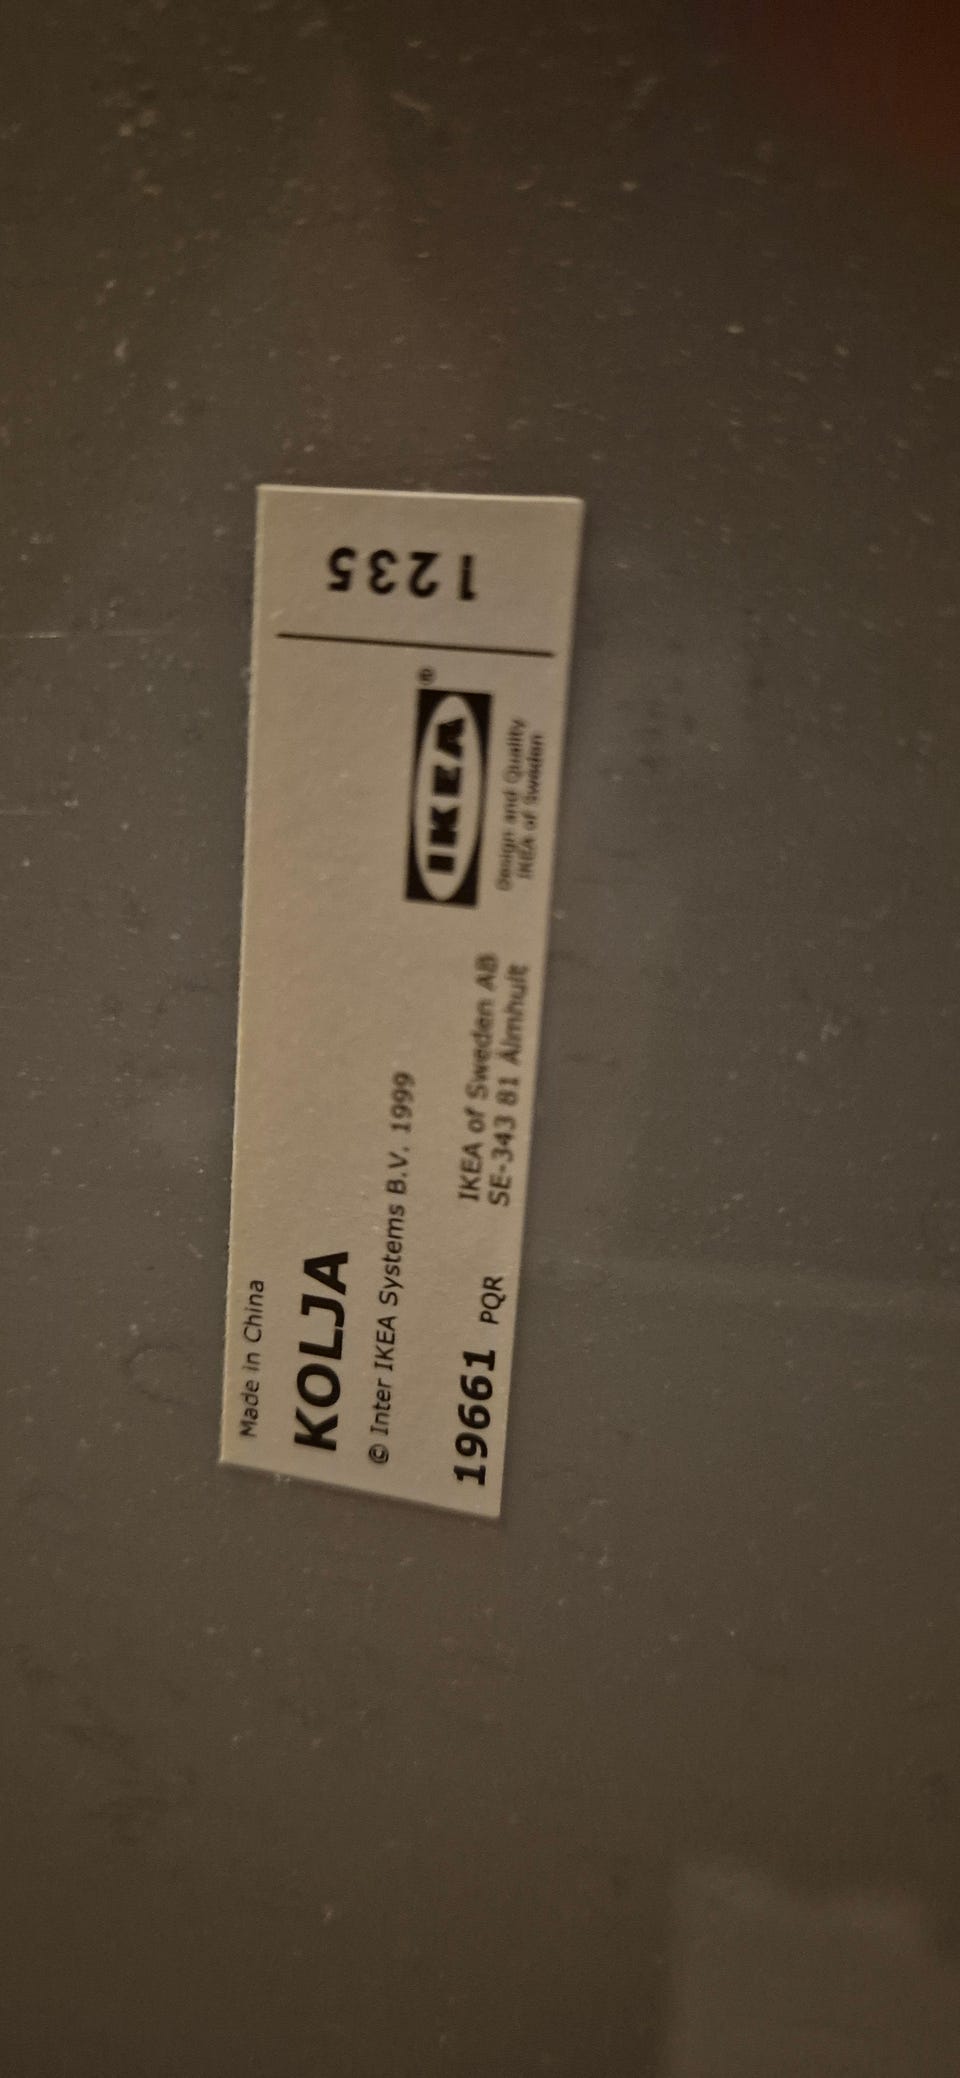 Made in China
KOLJA
© Inter IKEA Systems B.V. 1999
19661 PQR
IKEA of Sweden AB
SE-343 81 Älmhult
IKEA®
Design and Quality
IKEA of Sweden
1235